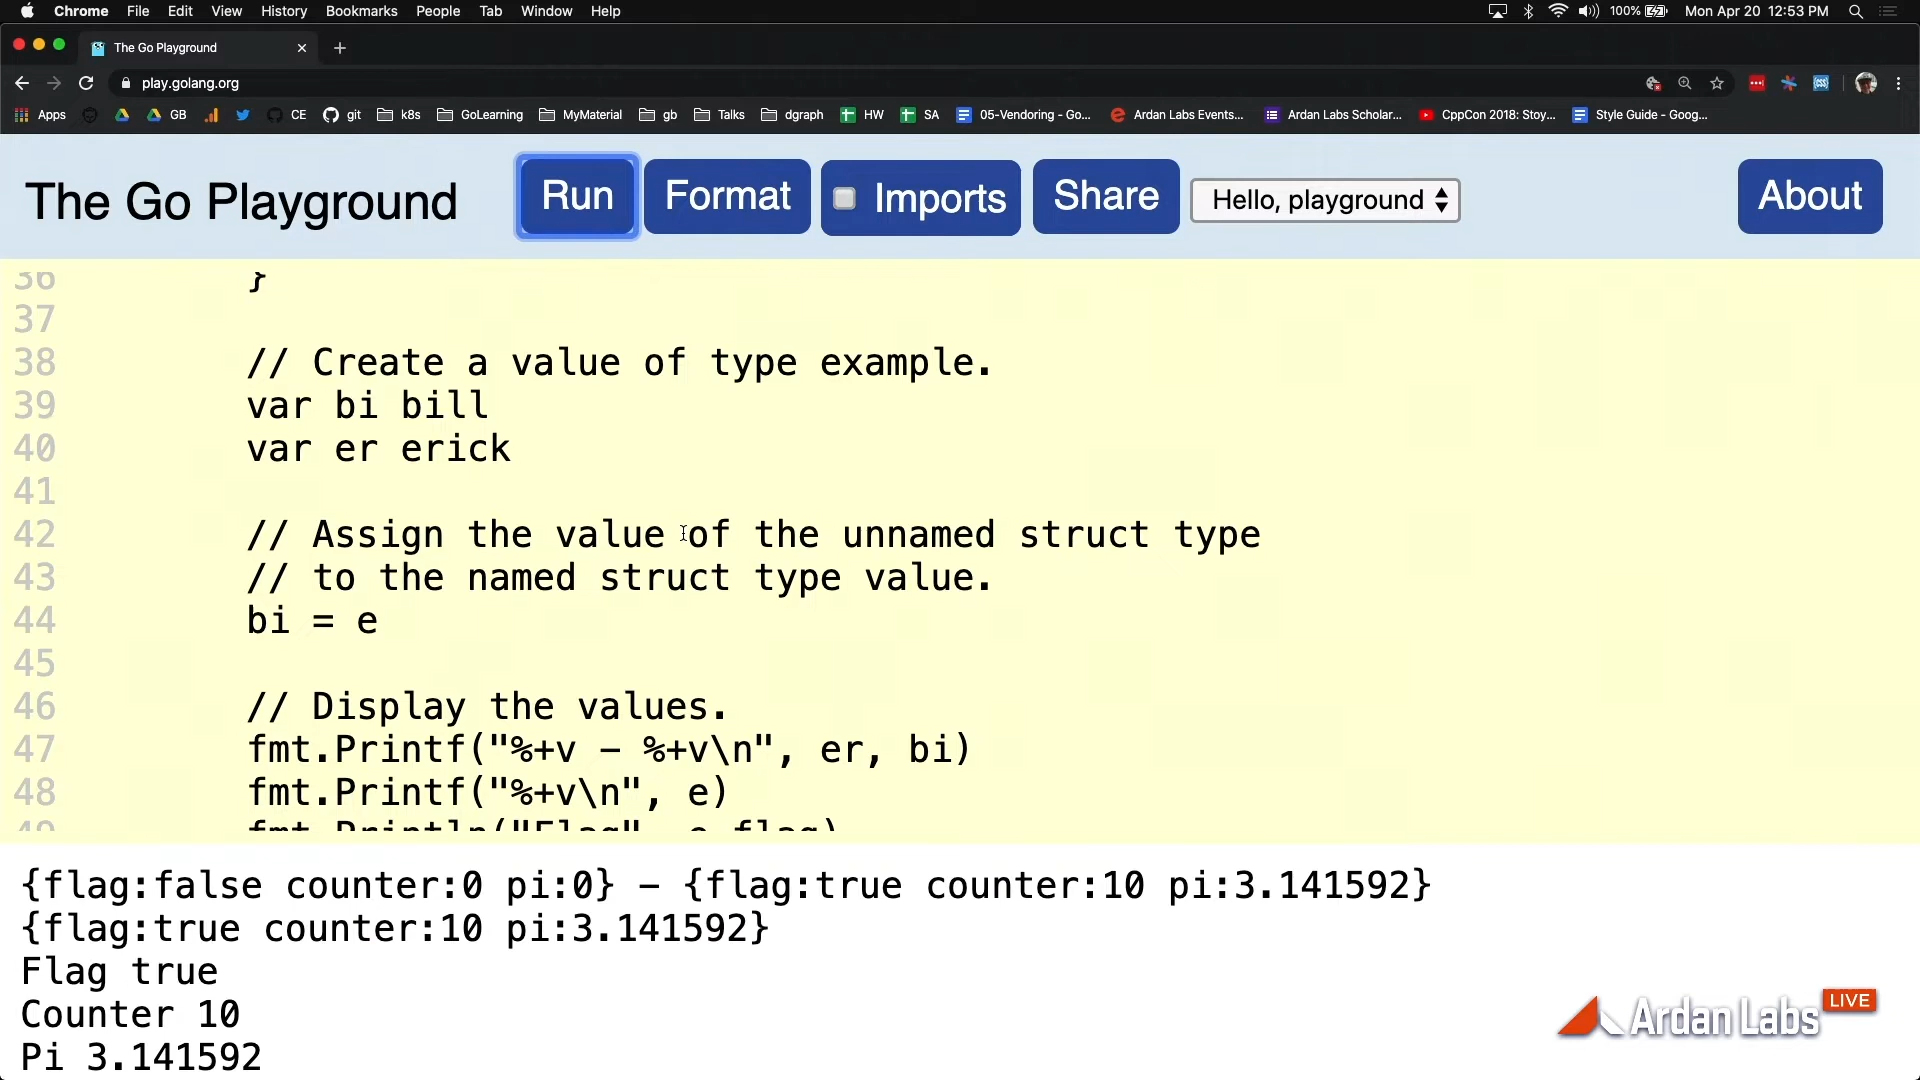 Chrome File Edit View History Bookmarks People Tab Window Help 100% Mon Apr 20 12:53 PM
The Go Playground
play.golang.org
Apps GB CE git k8s GoLearning MyMaterial gb Talks dgraph HW SA 05-Vendoring - Go... Ardan Labs Events... Ardan Labs Scholar... CppCon 2018: Stoy... Style Guide - Goog...
The Go Playground Run Format Imports Share Hello, playground About
36 }
37
38 // Create a value of type example.
39 var bi bill
40 var er erick
41
42 // Assign the value of the unnamed struct type
43 // to the named struct type value.
44 bi = e
45
46 // Display the values.
47 fmt.Printf("%+v - %+v\n", er, bi)
48 fmt.Printf("%+v\n", e)
49 fmt.Println("Flag", e.flag)
{flag:false counter:0 pi:0} - {flag:true counter:10 pi:3.141592}
{flag:true counter:10 pi:3.141592}
Flag true
Counter 10
Pi 3.141592
Ardan Labs LIVE